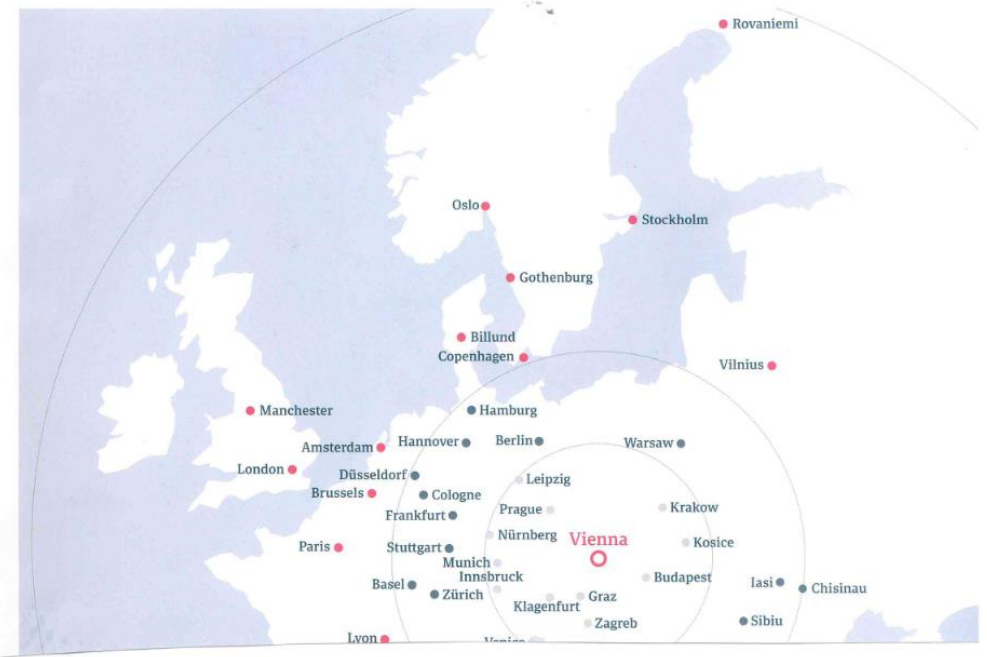 Rovaniemi
Oslo
Stockholm
Gothenburg
Billund
Copenhagen
Vilnius
Manchester
Hamburg
Amsterdam
Hannover
Berlin
Warsaw
London
Düsseldorf
Leipzig
Brussels
Cologne
Prague
Krakow
Frankfurt
Nürnberg
Vienna
Paris
Stuttgart
Kosice
Munich
Innsbruck
Budapest
Basel
Iasi
Chisinau
Zürich
Klagenfurt
Graz
Zagreb
Sibiu
Lyon
Venice